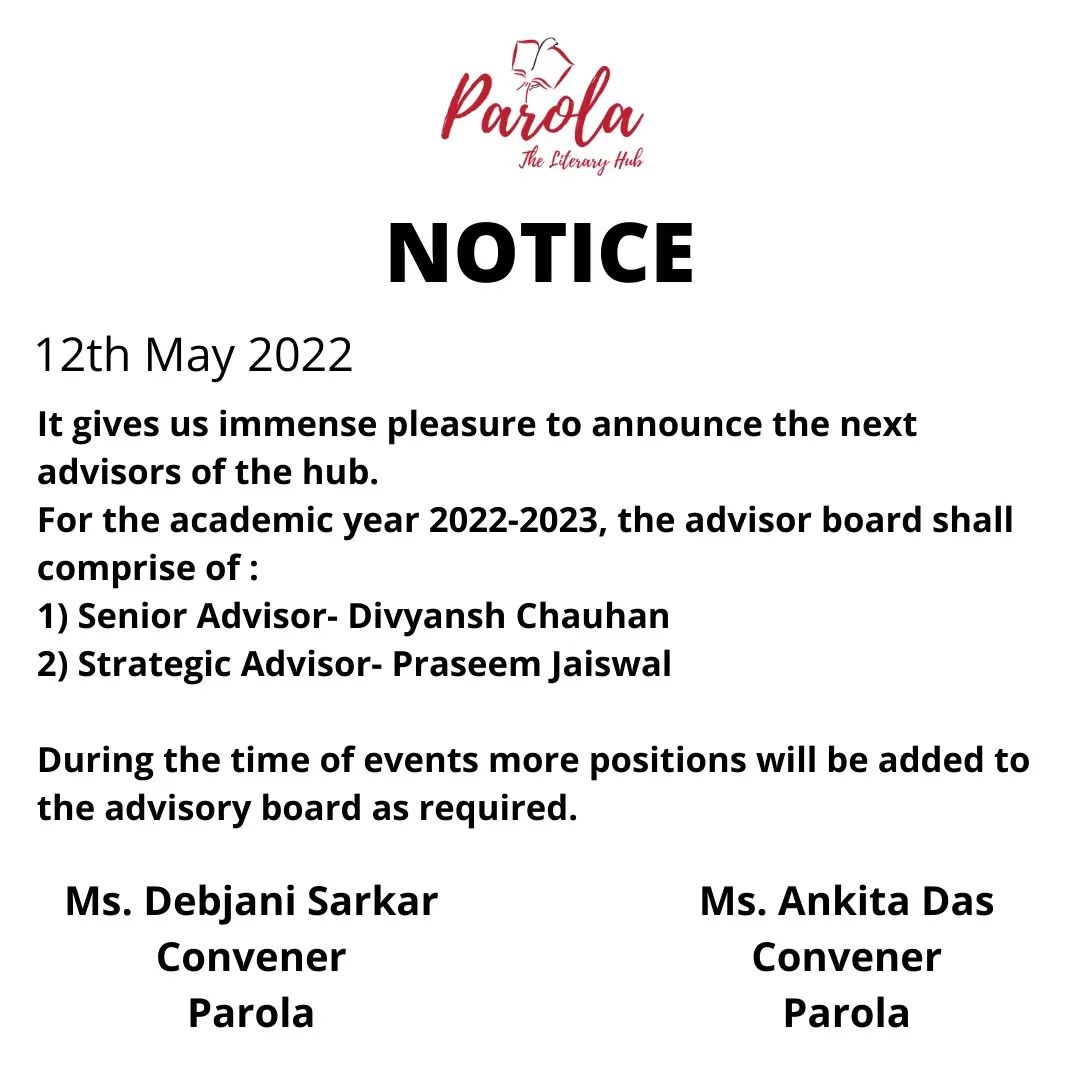 Parola
The Literary Hub
NOTICE
12th May 2022
It gives us immense pleasure to announce the next
advisors of the hub.
For the academic year 2022-2023, the advisor board shall
comprise of :
1) Senior Advisor- Divyansh Chauhan
2) Strategic Advisor- Praseem Jaiswal
During the time of events more positions will be added to
the advisory board as required.
Ms. Debjani Sarkar
Convener
Parola
Ms. Ankita Das
Convener
Parola